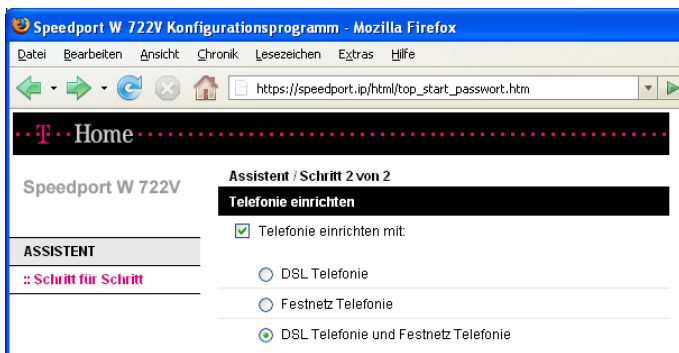 Speedport W 722V Konfigurationsprogramm - Mozilla Firefox
Datei Bearbeiten Ansicht Chronik Lesezeichen Extras Hilfe
https://speedport.ip/html/top_start_passwort.htm
··T··Home
Speedport W 722V
Assistent / Schritt 2 von 2
Telefonie einrichten
Telefonie einrichten mit:
ASSISTENT
:: Schritt für Schritt
DSL Telefonie
Festnetz Telefonie
DSL Telefonie und Festnetz Telefonie